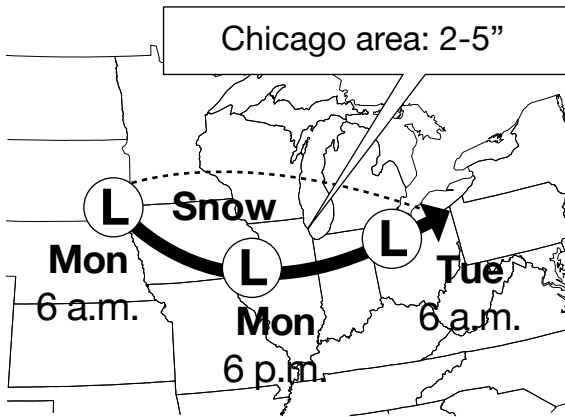 Chicago area: 2-5”
Snow
L
L
L
Mon
6 a.m.
Mon
6 p.m.
Tue
6 a.m.